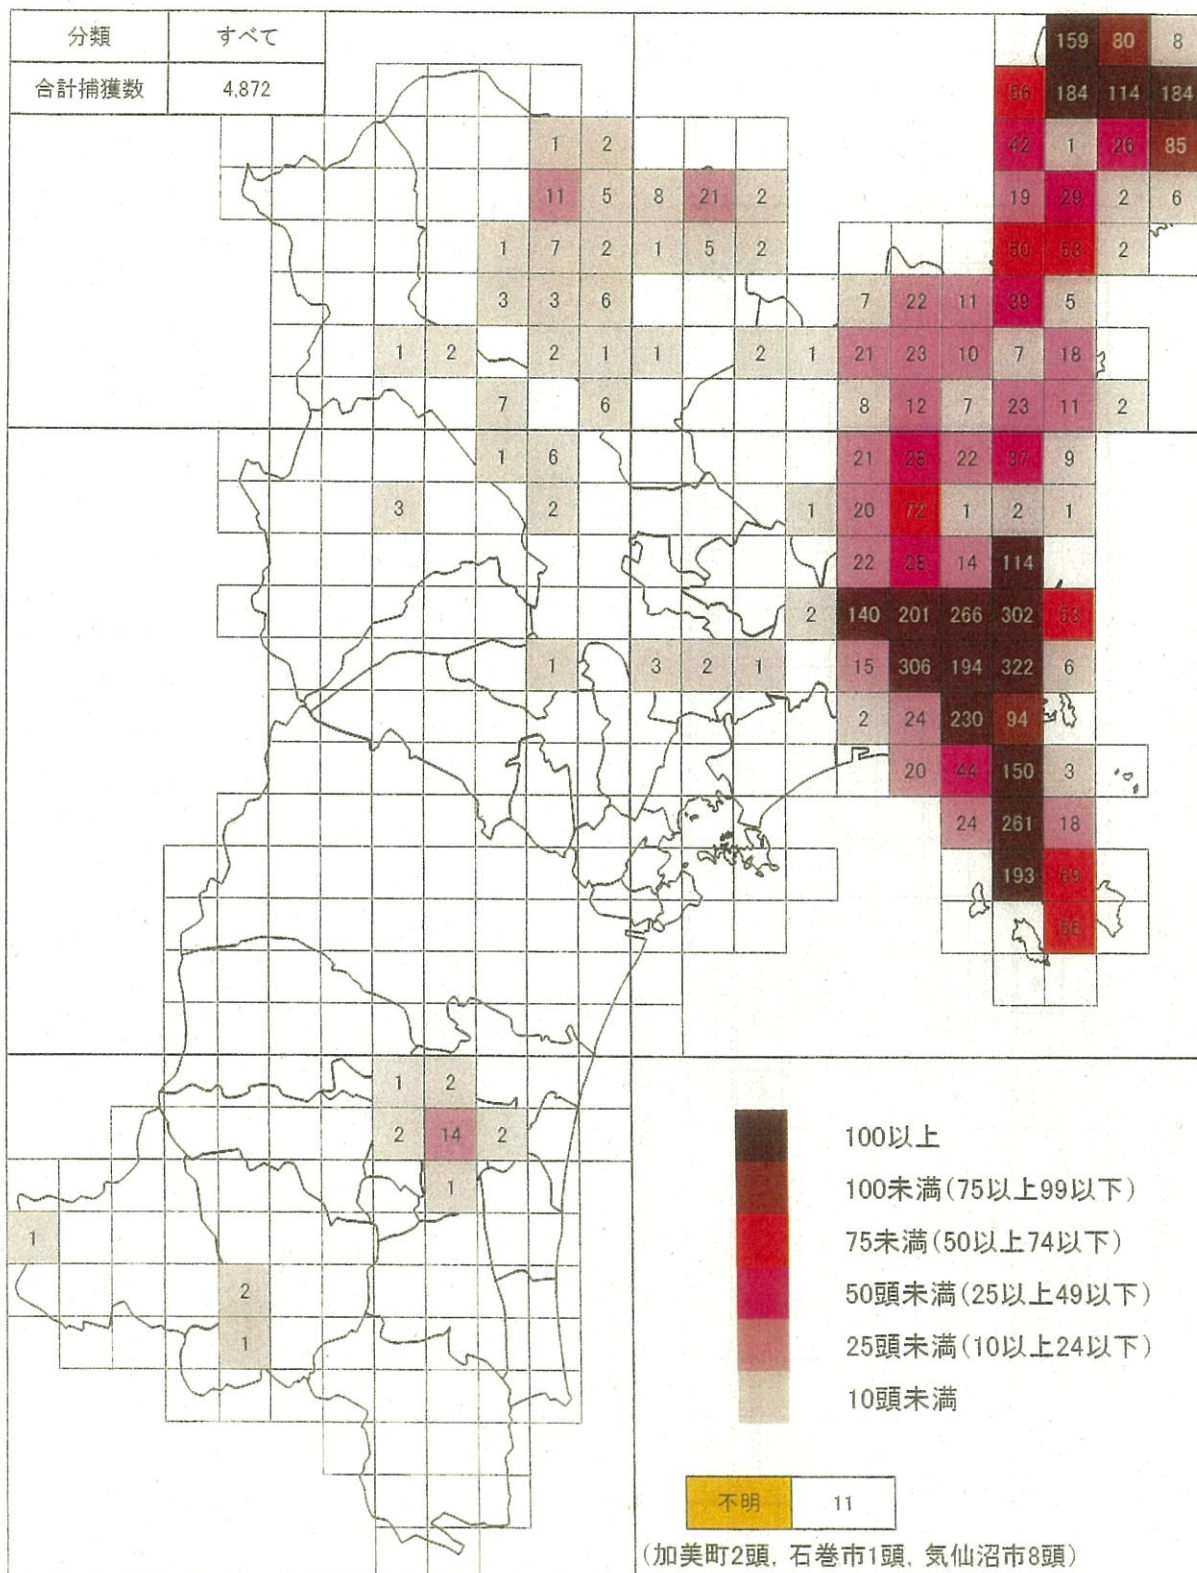 分類 すべて
合計捕獲数 4,872
159 80 8
56 184 114 184
1 2 42 1 26 85
11 5 8 21 2 19 29 2 6
1 7 2 1 5 2 50 53 2
3 3 6 7 22 11 39 5
1 2 2 1 1 2 1 21 23 10 7 18
7 6 8 12 7 23 11 2
1 6 21 28 22 37 9
3 2 1 20 72 1 2 1
22 28 14 114
2 140 201 266 302 53
1 3 2 1 15 306 194 322 6
2 24 230 94
20 44 150 3
24 261 18
193 69
56
1 2
2 14 2
1
1
2
1
100以上
100未満(75以上99以下)
75未満(50以上74以下)
50頭未満(25以上49以下)
25頭未満(10以上24以下)
10頭未満
不明 11
(加美町2頭, 石巻市1頭, 気仙沼市8頭)